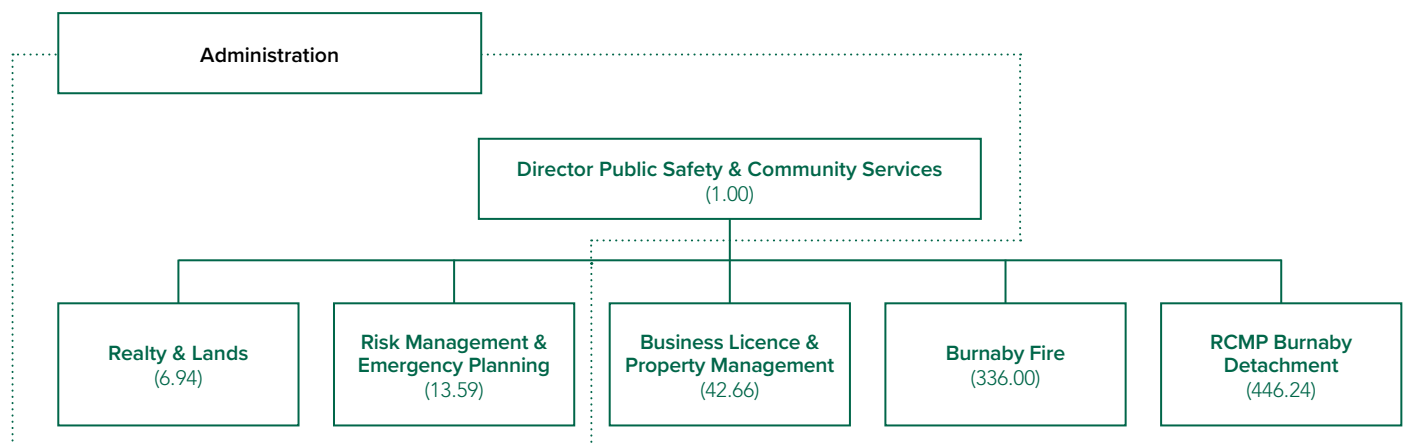 Administration
Director Public Safety & Community Services
(1.00)
Realty & Lands
(6.94)
Risk Management &
Emergency Planning
(13.59)
Business Licence &
Property Management
(42.66)
Burnaby Fire
(336.00)
RCMP Burnaby
Detachment
(446.24)